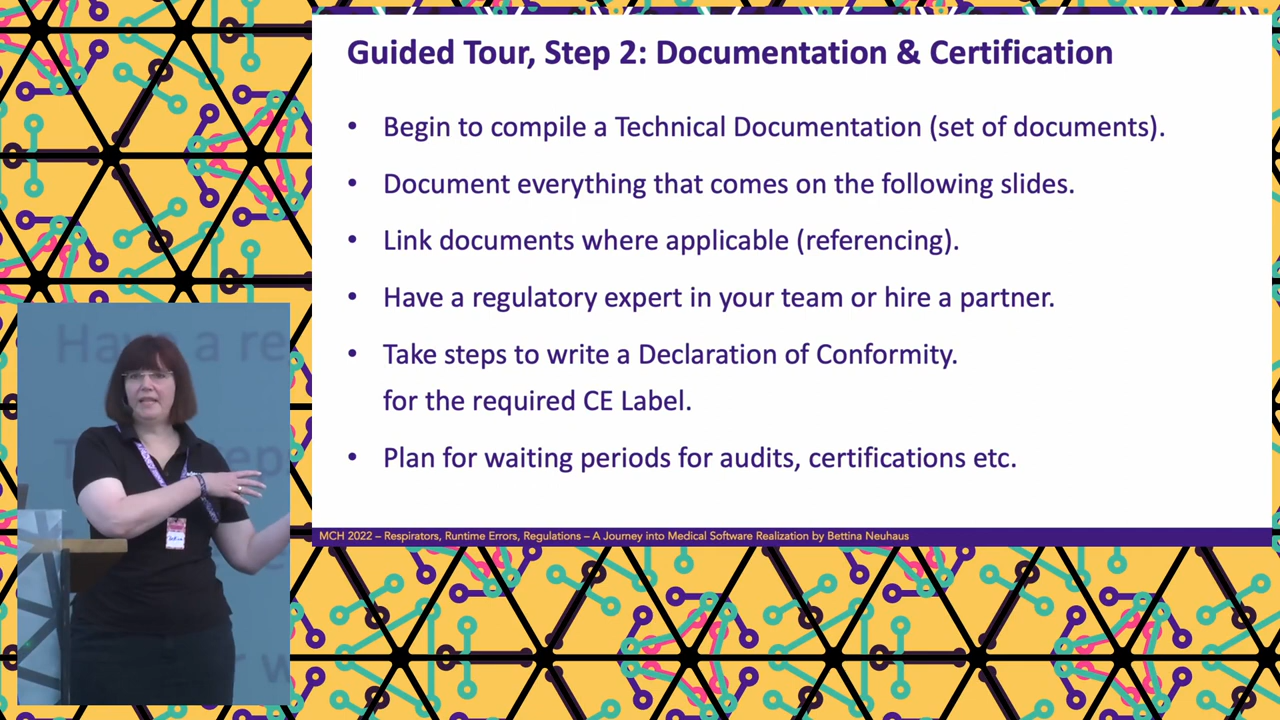 Guided Tour, Step 2: Documentation & Certification
• Begin to compile a Technical Documentation (set of documents).
• Document everything that comes on the following slides.
• Link documents where applicable (referencing).
• Have a regulatory expert in your team or hire a partner.
• Take steps to write a Declaration of Conformity.
for the required CE Label.
• Plan for waiting periods for audits, certifications etc.
MCH 2022 – Respirators, Runtime Errors, Regulations – A Journey into Medical Software Realization by Bettina Neuhaus
Have a re